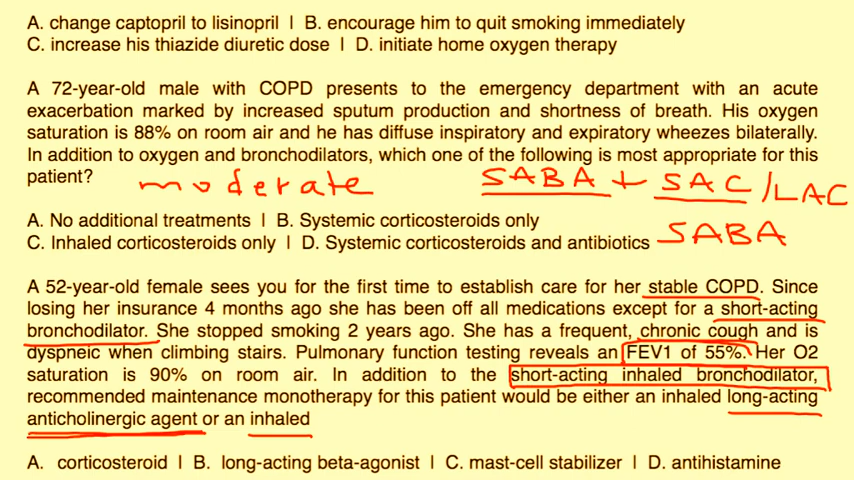 A. change captopril to lisinopril | B. encourage him to quit smoking immediately
C. increase his thiazide diuretic dose | D. initiate home oxygen therapy
A 72-year-old male with COPD presents to the emergency department with an acute
exacerbation marked by increased sputum production and shortness of breath. His oxygen
saturation is 88% on room air and he has diffuse inspiratory and expiratory wheezes bilaterally.
In addition to oxygen and bronchodilators, which one of the following is most appropriate for this
patient? moderate SABA + SAC/LAC
A. No additional treatments | B. Systemic corticosteroids only
C. Inhaled corticosteroids only | D. Systemic corticosteroids and antibiotics SABA
A 52-year-old female sees you for the first time to establish care for her stable COPD. Since
losing her insurance 4 months ago she has been off all medications except for a short-acting
bronchodilator. She stopped smoking 2 years ago. She has a frequent, chronic cough and is
dyspneic when climbing stairs. Pulmonary function testing reveals an FEV1 of 55%. Her O2
saturation is 90% on room air. In addition to the short-acting inhaled bronchodilator,
recommended maintenance monotherapy for this patient would be either an inhaled long-acting
anticholinergic agent or an inhaled
A. corticosteroid | B. long-acting beta-agonist | C. mast-cell stabilizer | D. antihistamine